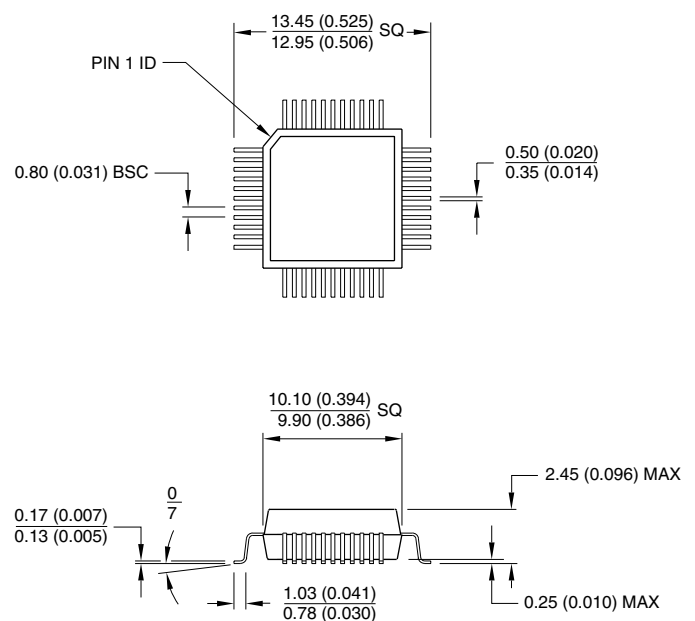 13.45 (0.525)
12.95 (0.506) SQ
PIN 1 ID
0.80 (0.031) BSC
0.50 (0.020)
0.35 (0.014)
10.10 (0.394)
9.90 (0.386) SQ
2.45 (0.096) MAX
0
7
0.17 (0.007)
0.13 (0.005)
1.03 (0.041)
0.78 (0.030)
0.25 (0.010) MAX